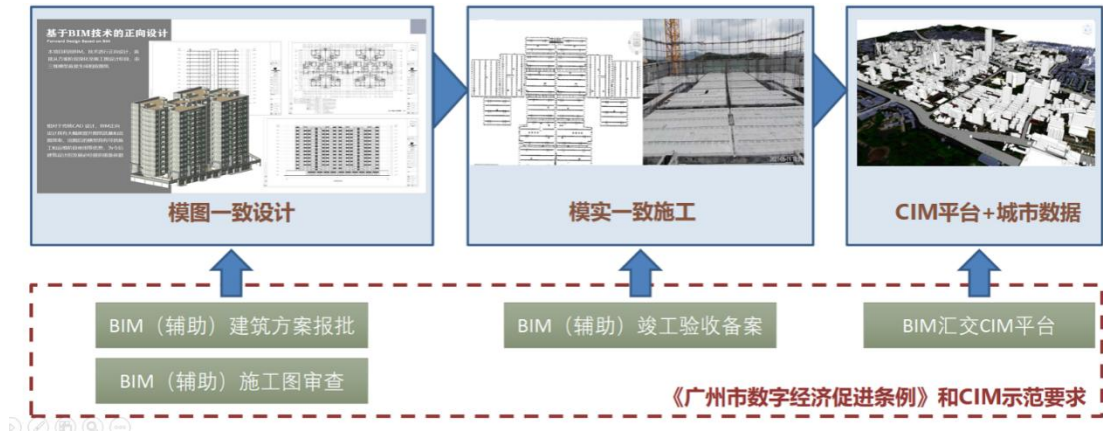 基于BIM技术的正向设计
模图一致设计
模实一致施工
CIM平台+城市数据
BIM（辅助）建筑方案报批
BIM（辅助）竣工验收备案
BIM汇交CIM平台
BIM（辅助）施工图审查
《广州市数字经济促进条例》和CIM示范要求